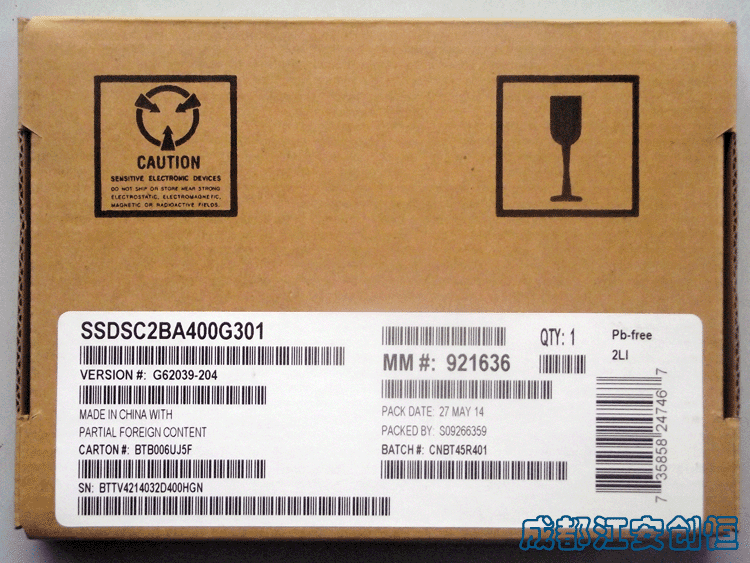 CAUTION
SENSITIVE ELECTRONIC DEVICES
DO NOT SHIP OR STORE NEAR STRONG
ELECTROSTATIC, ELECTROMAGNETIC,
MAGNETIC OR RADIOACTIVE FIELDS.
SSDSC2BA400G301
VERSION #: G62039-204
MADE IN CHINA WITH
PARTIAL FOREIGN CONTENT
CARTON #: BTB006UJ5F
SN: BTTV4214032D400HGN
QTY: 1
MM #: 921636
PACK DATE: 27 MAY 14
PACKED BY: S09266359
BATCH #: CNBT45R401
Pb-free
2LI
7 35858 24746 7
成都江安创恒